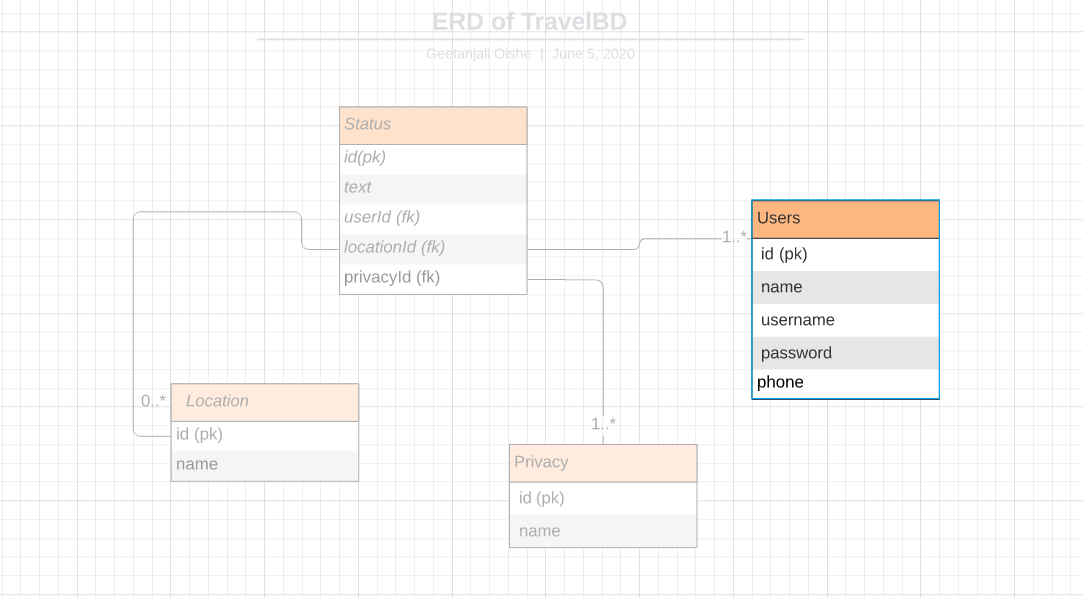 ERD of TravelBD
Geetanjali Oishe | June 5, 2020
Status
id(pk)
text
userId (fk)
locationId (fk)
privacyId (fk)
1..*
Users
id (pk)
name
username
password
phone
0..*
Location
id (pk)
name
1..*
Privacy
id (pk)
name